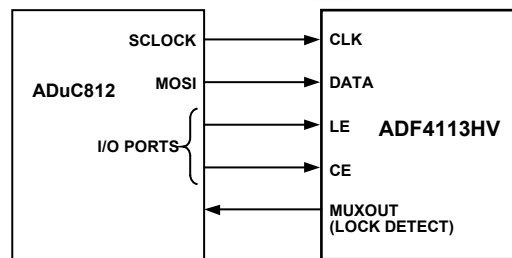 SCLOCK
CLK
MOSI
DATA
ADuC812
LE
ADF4113HV
I/O PORTS
CE
MUXOUT
(LOCK DETECT)